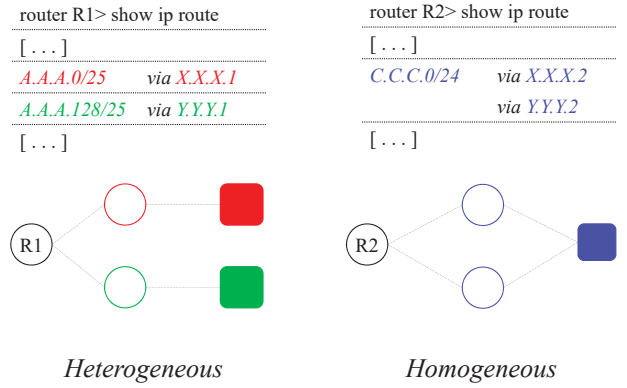 router R1> show ip route
[ . . . ]
A.A.A.0/25 via X.X.X.1
A.A.A.128/25 via Y.Y.Y.1
[ . . . ]
R1
Heterogeneous
router R2> show ip route
[ . . . ]
C.C.C.0/24 via X.X.X.2
via Y.Y.Y.2
[ . . . ]
R2
Homogeneous